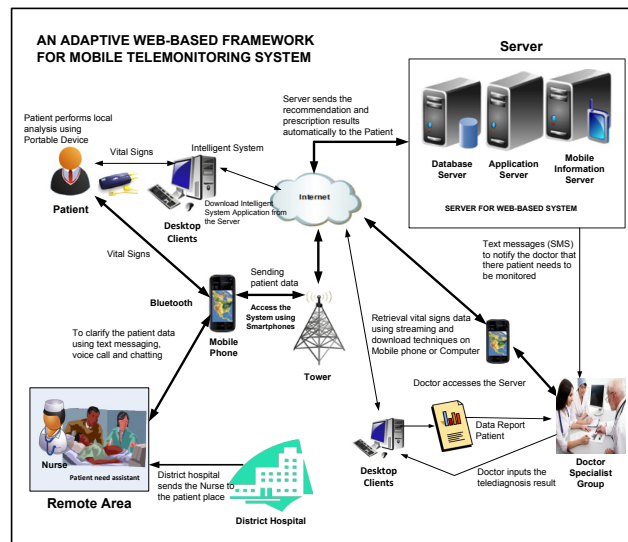 AN ADAPTIVE WEB-BASED FRAMEWORK
FOR MOBILE TELEMONITORING SYSTEM
Server
Database
Server
Application
Server
Mobile
Information
Server
SERVER FOR WEB-BASED SYSTEM
Server sends the
recommendation and
prescription results
automatically to the Patient
Patient performs local
analysis using
Portable Device
Vital Signs
Intelligent System
Patient
Desktop
Clients
Download Intelligent
System Application from
the Server
Internet
Text messages (SMS)
to notify the doctor that
there patient needs to
be monitored
Vital Signs
Bluetooth
Mobile
Phone
Sending
patient data
Access the
System using
Smartphones
Tower
Retrieval vital signs data
using streaming and
download techniques on
Mobile phone or Computer
To clarify the patient data
using text messaging,
voice call and chatting
Doctor accesses the Server
Data Report
Patient
Desktop
Clients
Doctor inputs the
telediagnosis result
Doctor
Specialist
Group
Nurse
Patient need assistant
Remote Area
District hospital
sends the Nurse to
the patient place
District Hospital